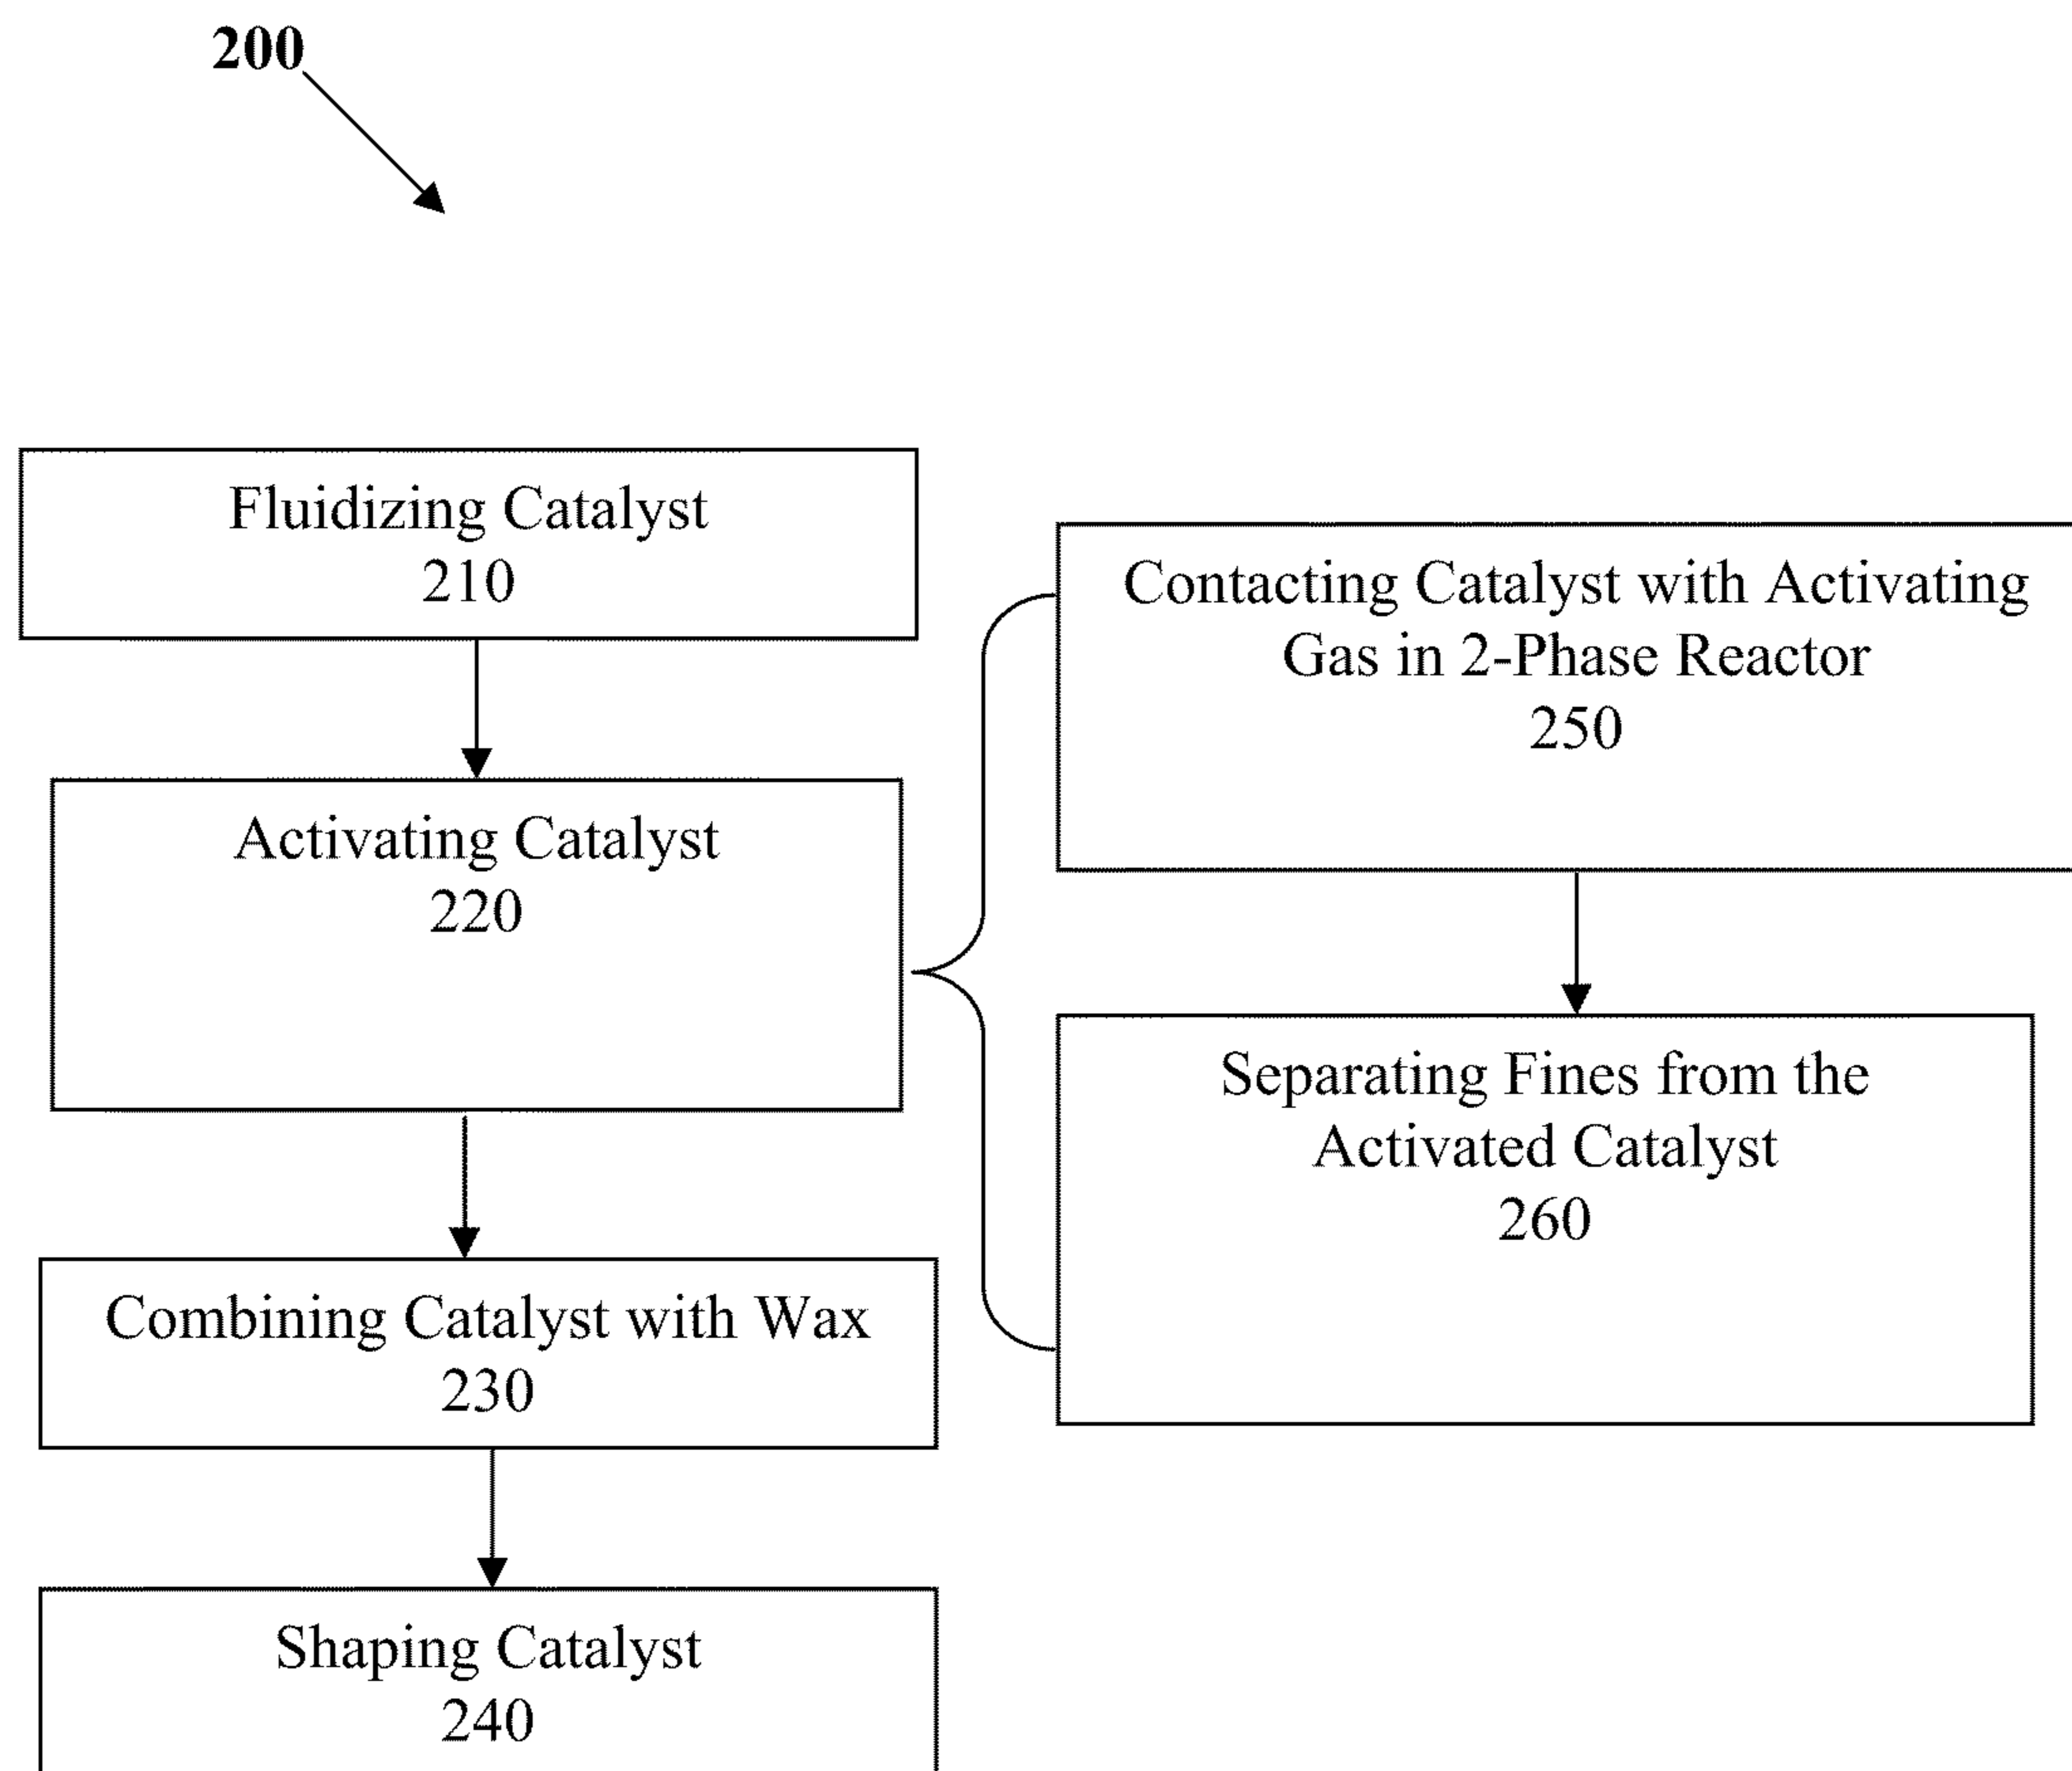 200
Fluidizing Catalyst
210
Activating Catalyst
220
Combining Catalyst with Wax
230
Shaping Catalyst
240
Contacting Catalyst with Activating
Gas in 2-Phase Reactor
250
Separating Fines from the
Activated Catalyst
260